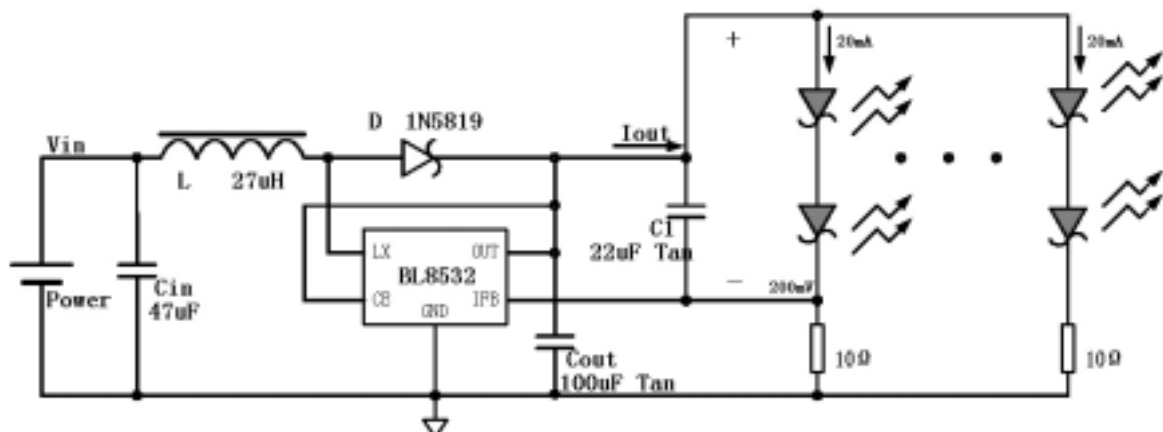 20mA
20mA
+
D 1N5819
Iout
Vin
L 27uH
C1
22uF Tan
LX OUT
BL8532
CE IFB
GND
-
200mV
Power
Cin
47uF
Cout
100uF Tan
10Ω
10Ω